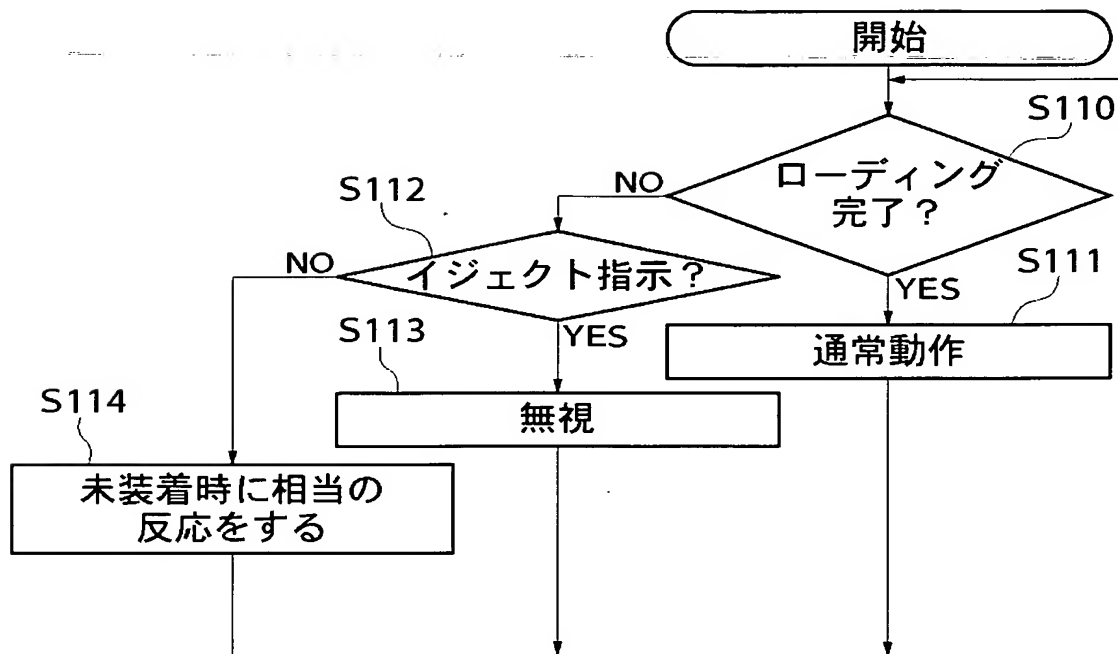 開始
S110
ローディング
完了？
NO
S112
イジェクト指示？
NO
YES
S111
通常動作
YES
S113
無視
S114
未装着時に相当の
反応をする